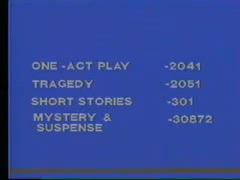 ONE -ACT PLAY -2041
TRAGEDY -2051
SHORT STORIES -301
MYSTERY & -30872
SUSPENSE